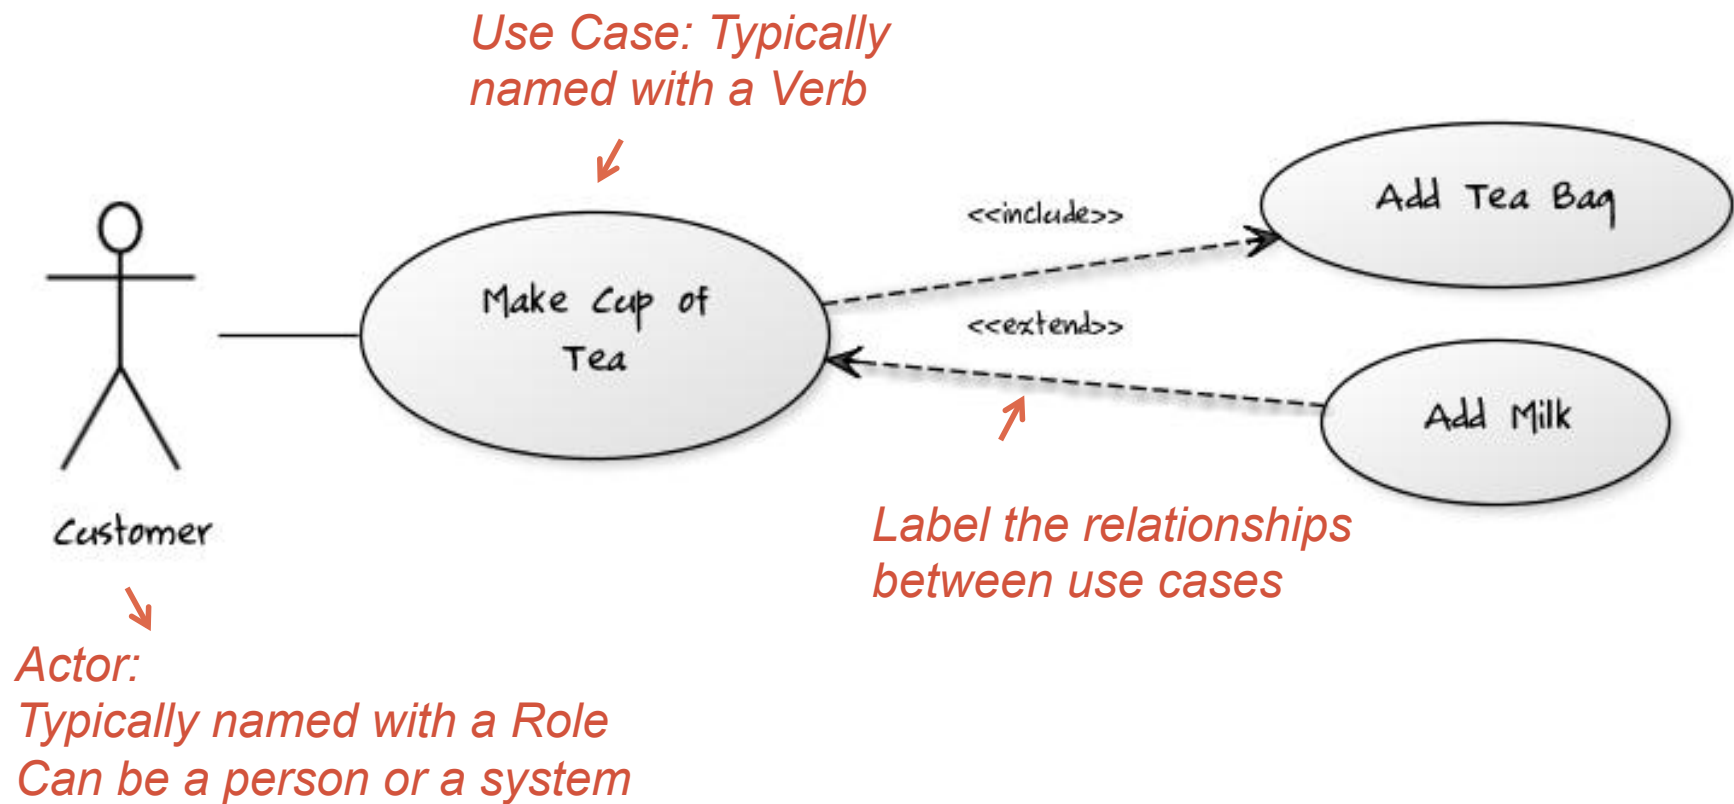 Use Case: Typically
named with a Verb
<<include>>
Add Tea Bag
Make Cup of
Tea
<<extend>>
Add Milk
Customer
Label the relationships
between use cases
Actor:
Typically named with a Role
Can be a person or a system